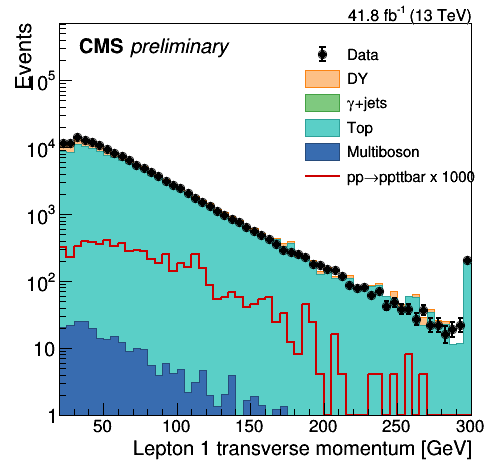 41.8 fb⁻¹ (13 TeV)
CMS preliminary
Events
Data
DY
γ+jets
Top
Multiboson
pp→ppttbar x 1000
10⁵
10⁴
10³
10²
10
1
50 100 150 200 250 300
Lepton 1 transverse momentum [GeV]